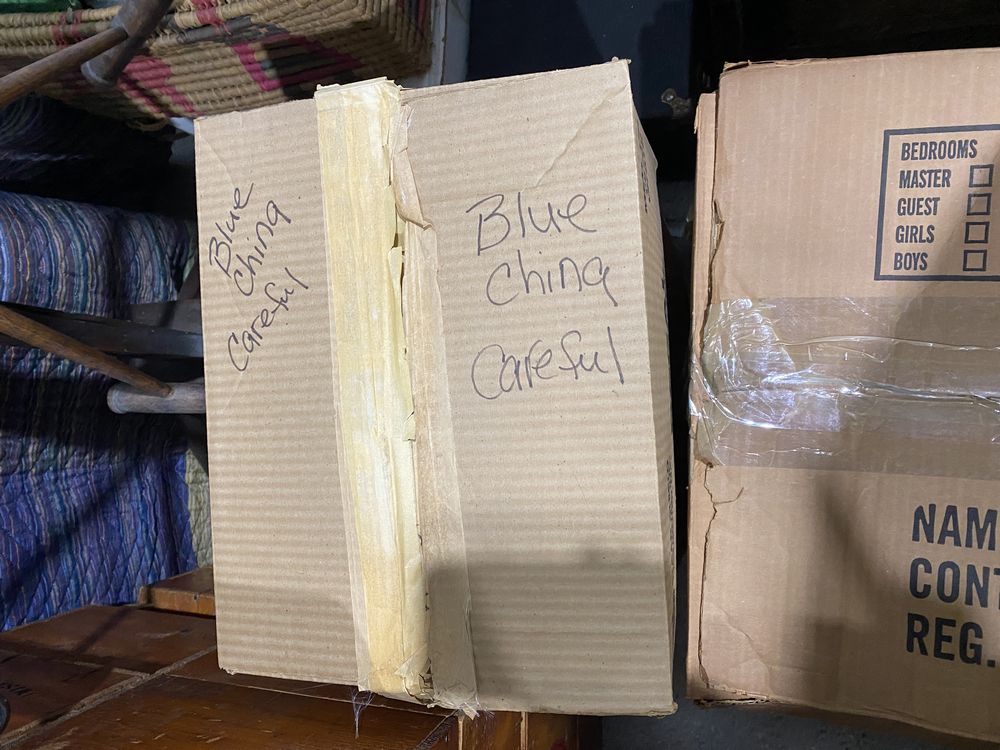 Blue
China
Careful
Blue
China
Careful
BEDROOMS
MASTER
GUEST
GIRLS
BOYS
NAM
CONT
REG.